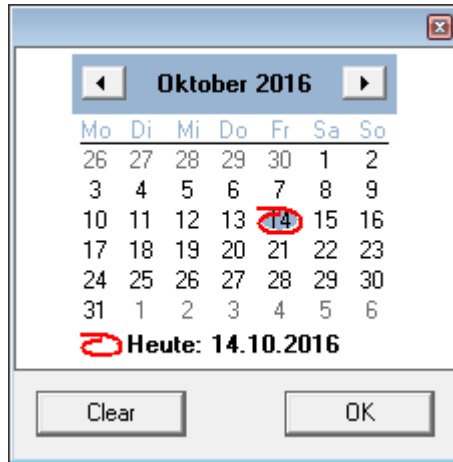 Oktober 2016
Mo Di Mi Do Fr Sa So
26 27 28 29 30 1 2
3 4 5 6 7 8 9
10 11 12 13 14 15 16
17 18 19 20 21 22 23
24 25 26 27 28 29 30
31 1 2 3 4 5 6
Heute: 14.10.2016
Clear OK